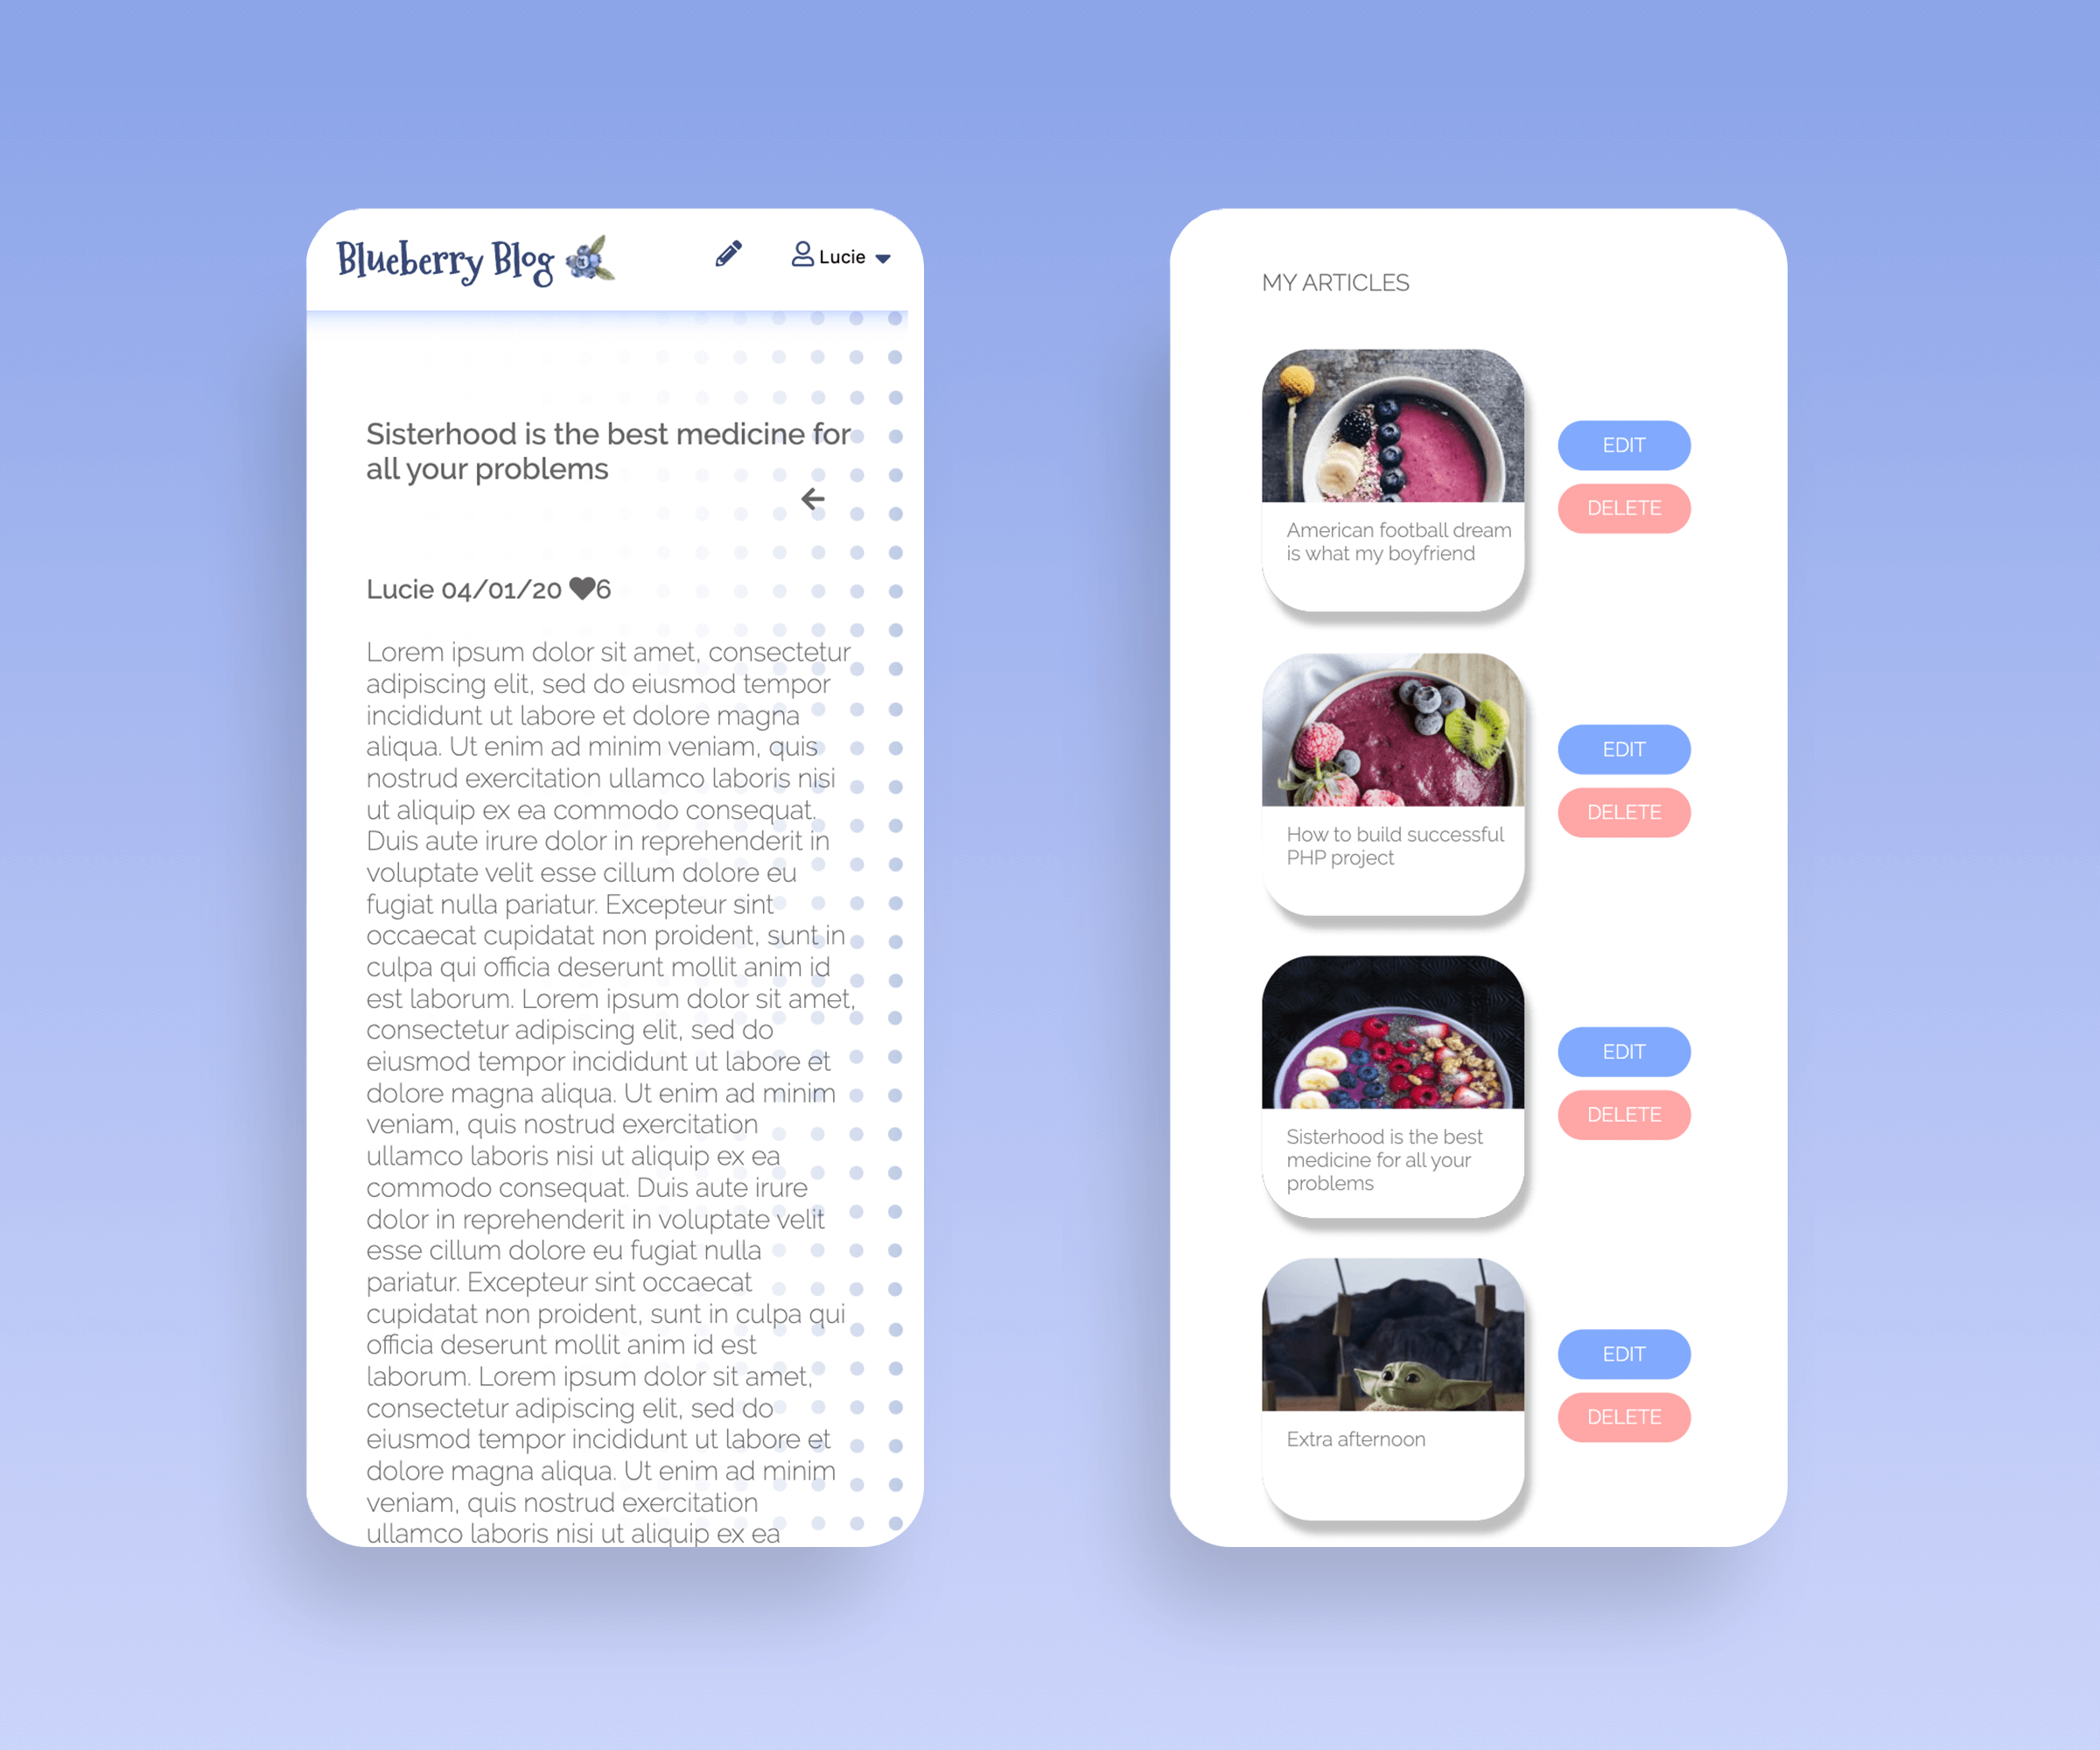 Blueberry Blog
Lucie
Sisterhood is the best medicine for
all your problems
Lucie 04/01/20 6
Lorem ipsum dolor sit amet, consectetur
adipiscing elit, sed do eiusmod tempor
incididunt ut labore et dolore magna
aliqua. Ut enim ad minim veniam, quis
nostrud exercitation ullamco laboris nisi
ut aliquip ex ea commodo consequat.
Duis aute irure dolor in reprehenderit in
voluptate velit esse cillum dolore eu
fugiat nulla pariatur. Excepteur sint
occaecat cupidatat non proident, sunt in
culpa qui officia deserunt mollit anim id
est laborum. Lorem ipsum dolor sit amet,
consectetur adipiscing elit, sed do
eiusmod tempor incididunt ut labore et
dolore magna aliqua. Ut enim ad minim
veniam, quis nostrud exercitation
ullamco laboris nisi ut aliquip ex ea
commodo consequat. Duis aute irure
dolor in reprehenderit in voluptate velit
esse cillum dolore eu fugiat nulla
pariatur. Excepteur sint occaecat
cupidatat non proident, sunt in culpa qui
officia deserunt mollit anim id est
laborum. Lorem ipsum dolor sit amet,
consectetur adipiscing elit, sed do
eiusmod tempor incididunt ut labore et
dolore magna aliqua. Ut enim ad minim
veniam, quis nostrud exercitation
ullamco laboris nisi ut aliquip ex ea
MY ARTICLES
American football dream
is what my boyfriend
EDIT
DELETE
How to build successful
PHP project
EDIT
DELETE
Sisterhood is the best
medicine for all your
problems
EDIT
DELETE
Extra afternoon
EDIT
DELETE